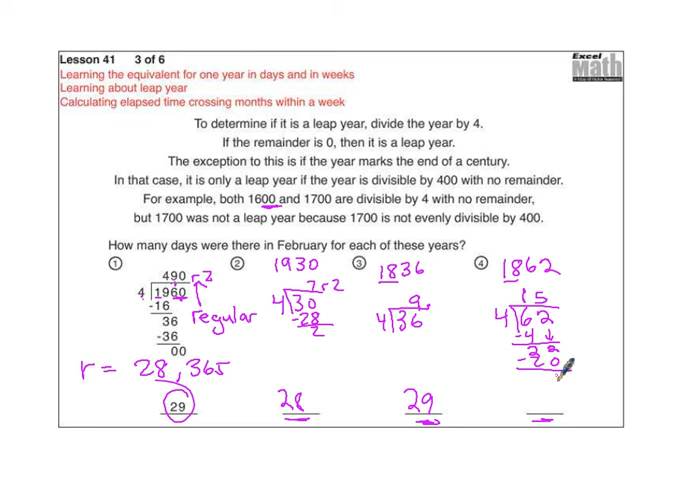 Lesson 41 3 of 6
Excel
Math
Learning the equivalent for one year in days and in weeks
Learning about leap year
Calculating elapsed time crossing months within a week
To determine if it is a leap year, divide the year by 4.
If the remainder is 0, then it is a leap year.
The exception to this is if the year marks the end of a century.
In that case, it is only a leap year if the year is divisible by 400 with no remainder.
For example, both 1600 and 1700 are divisible by 4 with no remainder,
but 1700 was not a leap year because 1700 is not evenly divisible by 400.
How many days were there in February for each of these years?
1
490 r2
4 1960
-16
36
-36
00
regular
r = 28, 365
29
2
1930
7 r2
4 30
-28
2
28
3
1836
9
4 36
29
4
1862
15
4 62
-4
22
-20